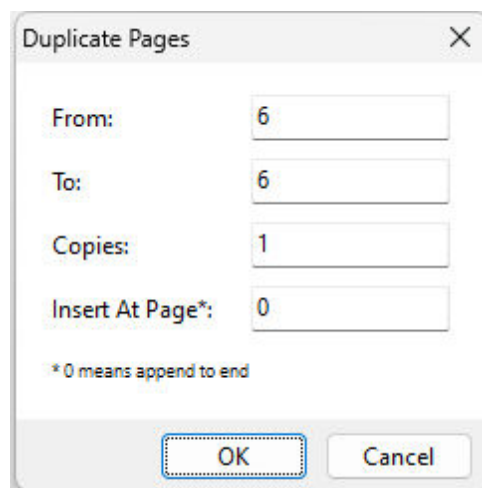 Duplicate Pages
From: 6
To: 6
Copies: 1
Insert At Page*: 0
* 0 means append to end
OK Cancel